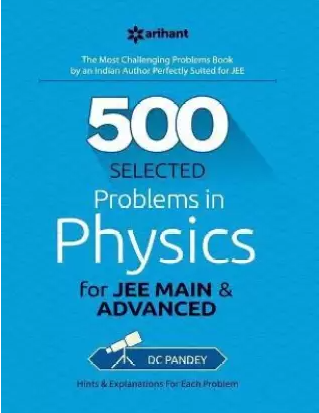 arihant
The Most Challenging Problems Book
by an Indian Author Perfectly Suited for JEE
500
SELECTED
Problems in
Physics
for JEE MAIN &
ADVANCED
DC PANDEY
Hints & Explanations For Each Problem